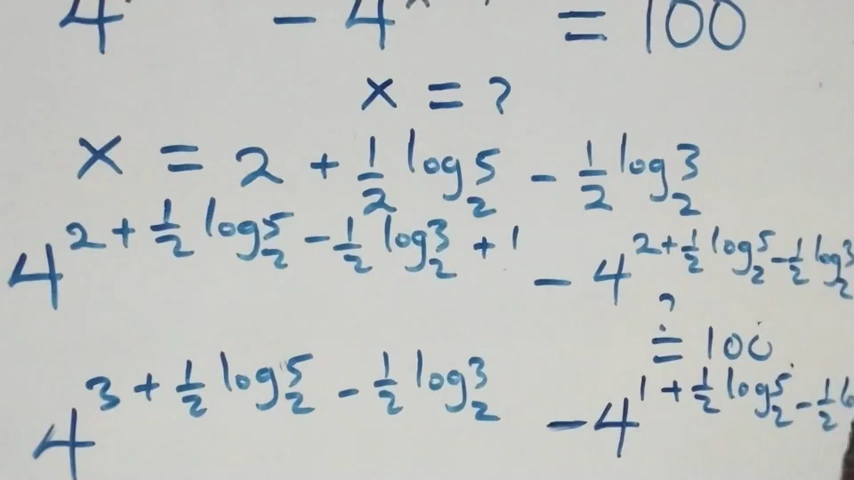 4 - 4^x = 100
x = ?
x = 2 + 1/2 log_2 5 - 1/2 log_2 3
4^(2 + 1/2 log_2 5 - 1/2 log_2 3 + 1) - 4^(2 + 1/2 log_2 5 - 1/2 log_2 3
? = 100
4^(3 + 1/2 log_2 5 - 1/2 log_2 3) - 4^(1 + 1/2 log_2 5 - 1/2